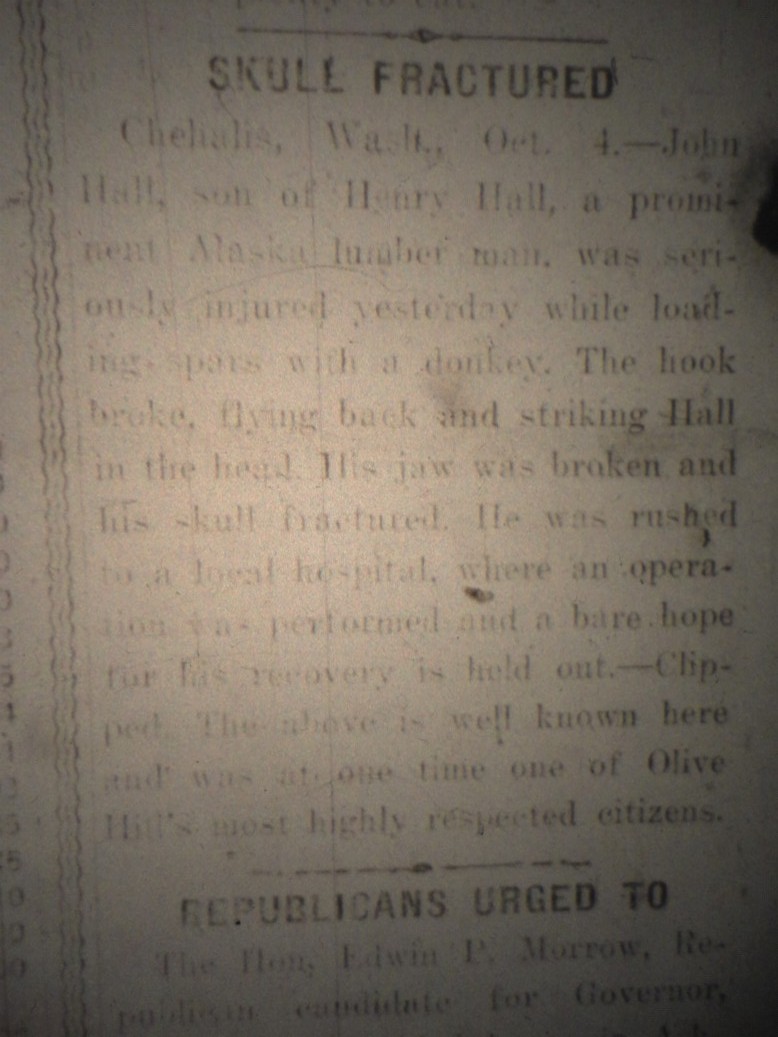 plenty to eat.
SKULL FRACTURED
Chehalis, Wash., Oct. 4.—John
Hall, son of Henry Hall, a promi-
nent Alaska lumber man, was seri-
ously injured yesterday while load-
ing spars with a donkey. The hook
broke, flying back and striking Hall
in the head. His jaw was broken and
his skull fractured. He was rushed
to a local hospital, where an opera-
tion was performed and a bare hope
for his recovery is held out.—Clip-
ped. The above is well known here
and was at one time one of Olive
Hill's most highly respected citizens.
REPUBLICANS URGED TO
The Hon. Edwin P. Morrow, Re-
publican candidate for Governor,